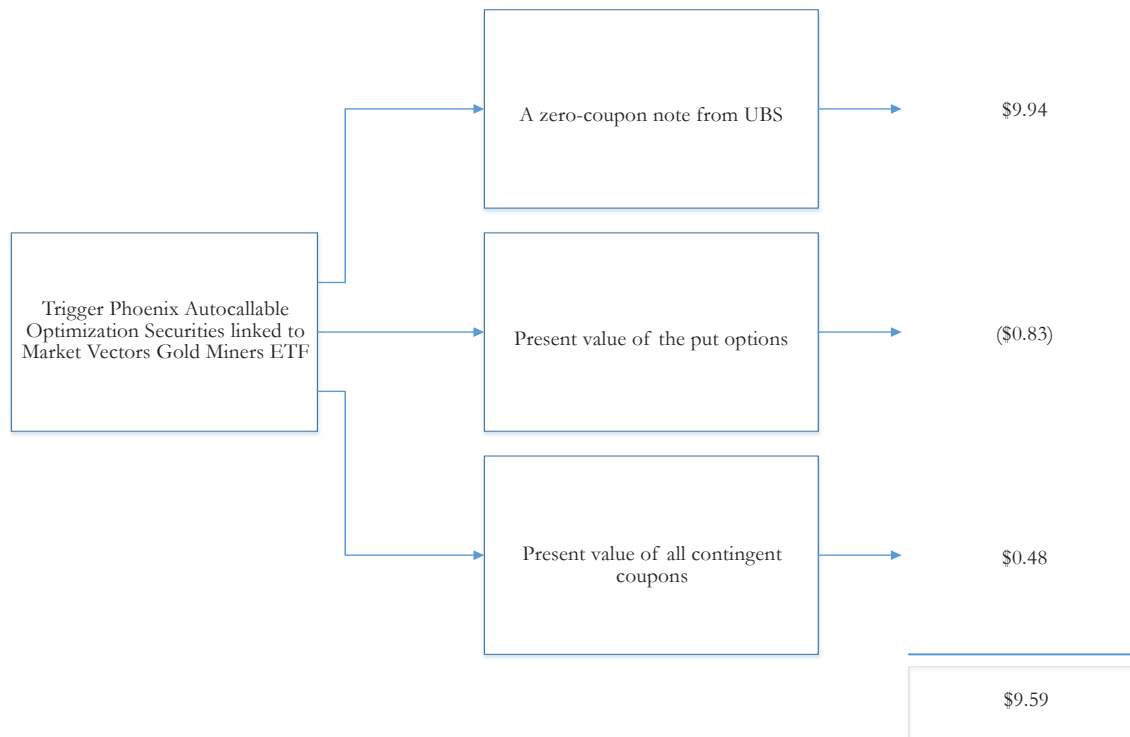 A zero-coupon note from UBS
$9.94
Trigger Phoenix Autocallable
Optimization Securities linked to
Market Vectors Gold Miners ETF
Present value of the put options
($0.83)
Present value of all contingent
coupons
$0.48
$9.59